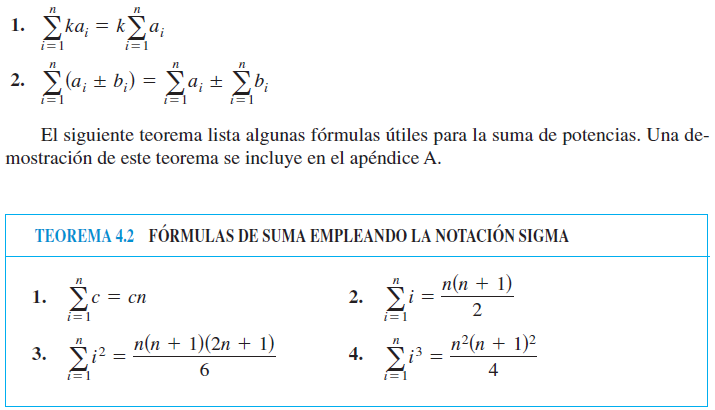 1. $\sum_{i=1}^{n} ka_i = k\sum_{i=1}^{n} a_i$
2. $\sum_{i=1}^{n} (a_i \pm b_i) = \sum_{i=1}^{n} a_i \pm \sum_{i=1}^{n} b_i$
El siguiente teorema lista algunas fórmulas útiles para la suma de potencias. Una de-
mostración de este teorema se incluye en el apéndice A.
TEOREMA 4.2 FÓRMULAS DE SUMA EMPLEANDO LA NOTACIÓN SIGMA
1. $\sum_{i=1}^{n} c = cn$ 2. $\sum_{i=1}^{n} i = \frac{n(n + 1)}{2}$
3. $\sum_{i=1}^{n} i^2 = \frac{n(n + 1)(2n + 1)}{6}$ 4. $\sum_{i=1}^{n} i^3 = \frac{n^2(n + 1)^2}{4}$